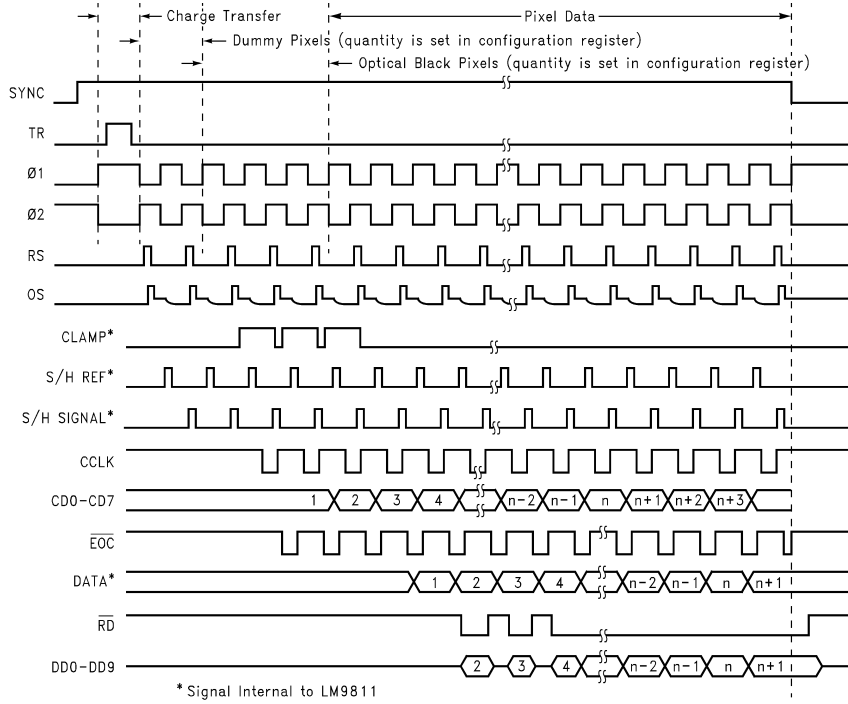 Charge Transfer
Pixel Data
Dummy Pixels (quantity is set in configuration register)
Optical Black Pixels (quantity is set in configuration register)
SYNC
TR
Ø1
Ø2
RS
OS
CLAMP*
S/H REF*
S/H SIGNAL*
CCLK
CD0-CD7 1 2 3 4 n-2 n-1 n n+1 n+2 n+3
EOC
DATA* 1 2 3 4 n-2 n-1 n n+1
RD
DD0-DD9 2 3 4 n-2 n-1 n n+1
* Signal Internal to LM9811